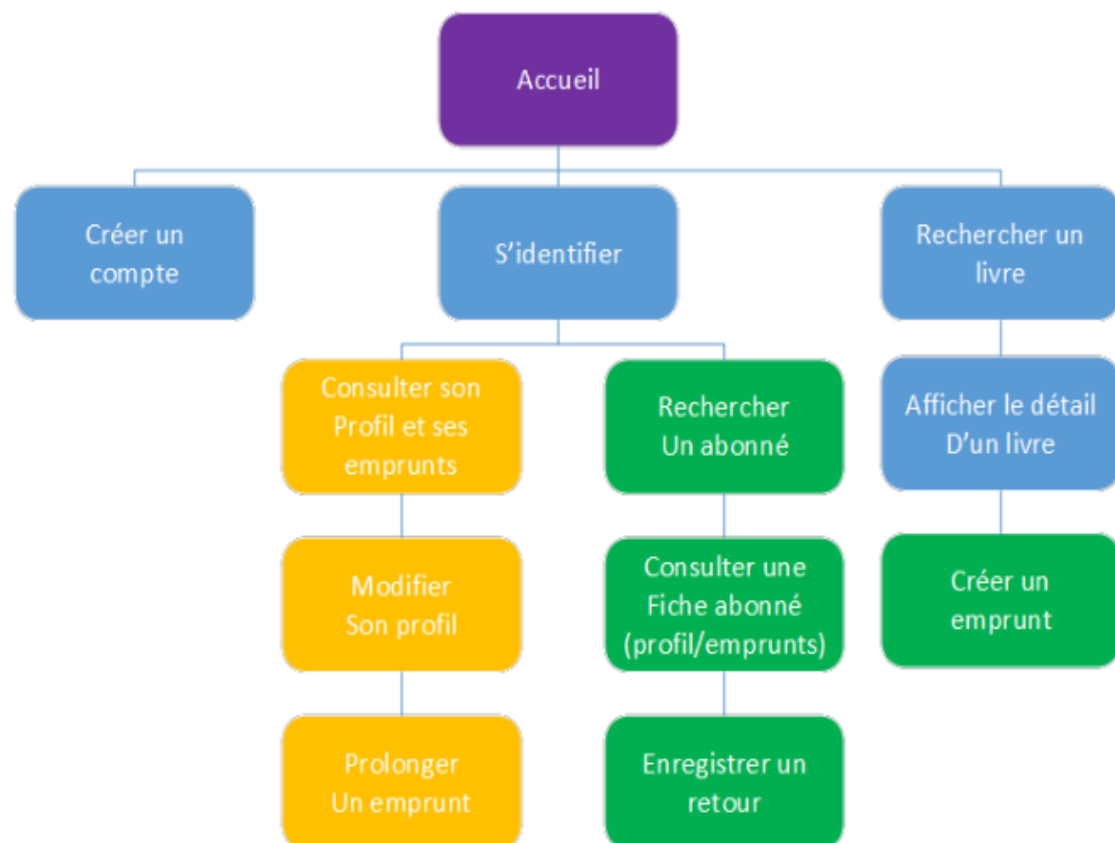 Accueil
Créer un
compte
S'identifier
Rechercher un
livre
Consulter son
Profil et ses
emprunts
Rechercher
Un abonné
Afficher le détail
D'un livre
Modifier
Son profil
Consulter une
Fiche abonné
(profil/emprunts)
Créer un
emprunt
Prolonger
Un emprunt
Enregistrer un
retour